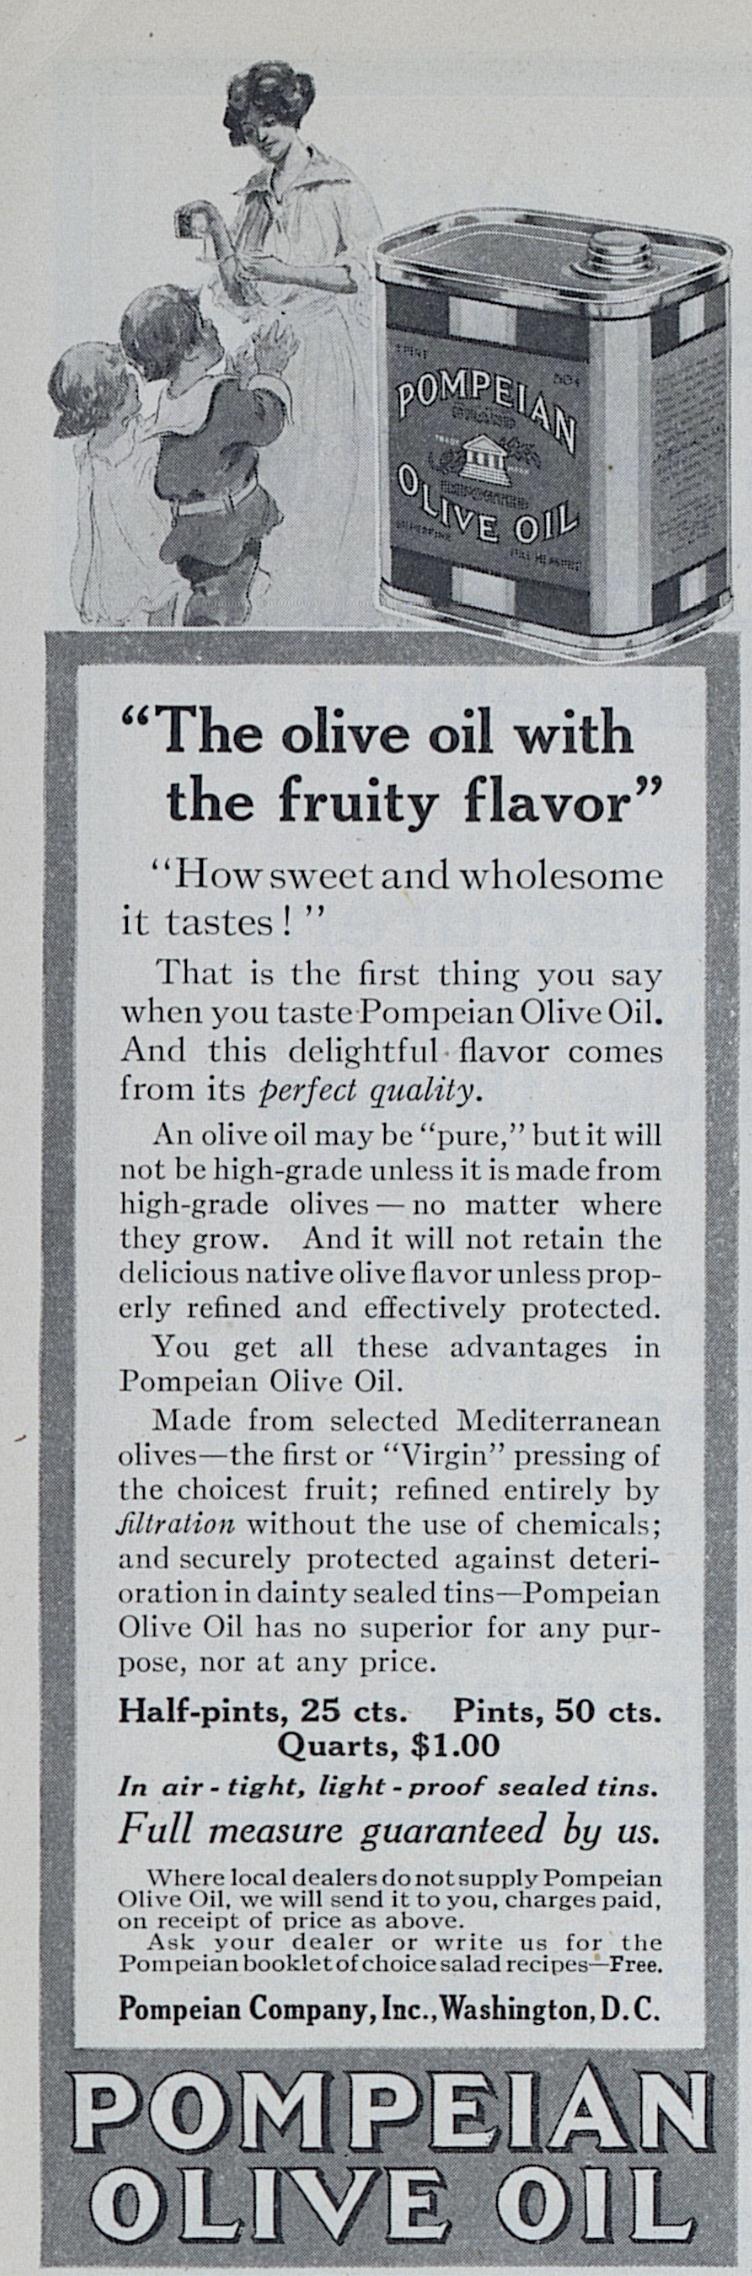 1 PINT
50¢
POMPEIAN
BRAND
TRADE MARK
OLIVE OIL
FULL MEASURE
"The olive oil with
the fruity flavor"
"How sweet and wholesome
it tastes!"
That is the first thing you say
when you taste Pompeian Olive Oil.
And this delightful flavor comes
from its perfect quality.
An olive oil may be "pure," but it will
not be high-grade unless it is made from
high-grade olives—no matter where
they grow. And it will not retain the
delicious native olive flavor unless prop-
erly refined and effectively protected.
You get all these advantages in
Pompeian Olive Oil.
Made from selected Mediterranean
olives—the first or "Virgin" pressing of
the choicest fruit; refined entirely by
filtration without the use of chemicals;
and securely protected against deteri-
oration in dainty sealed tins—Pompeian
Olive Oil has no superior for any pur-
pose, nor at any price.
Half-pints, 25 cts. Pints, 50 cts.
Quarts, $1.00
In air-tight, light-proof sealed tins.
Full measure guaranteed by us.
Where local dealers do not supply Pompeian
Olive Oil, we will send it to you, charges paid,
on receipt of price as above.
Ask your dealer or write us for the
Pompeian booklet of choice salad recipes—Free.
Pompeian Company, Inc., Washington, D. C.
POMPEIAN
OLIVE OIL